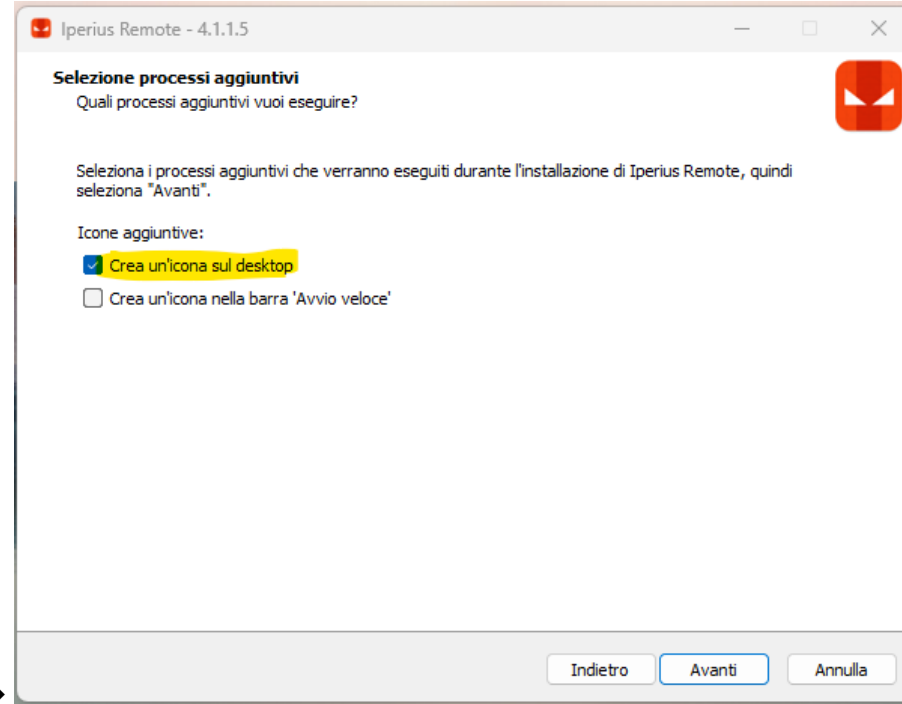 Iperius Remote - 4.1.1.5
Selezione processi aggiuntivi
Quali processi aggiuntivi vuoi eseguire?
Seleziona i processi aggiuntivi che verranno eseguiti durante l'installazione di Iperius Remote, quindi
seleziona "Avanti".
Icone aggiuntive:
Crea un'icona sul desktop
Crea un'icona nella barra 'Avvio veloce'
Indietro Avanti Annulla